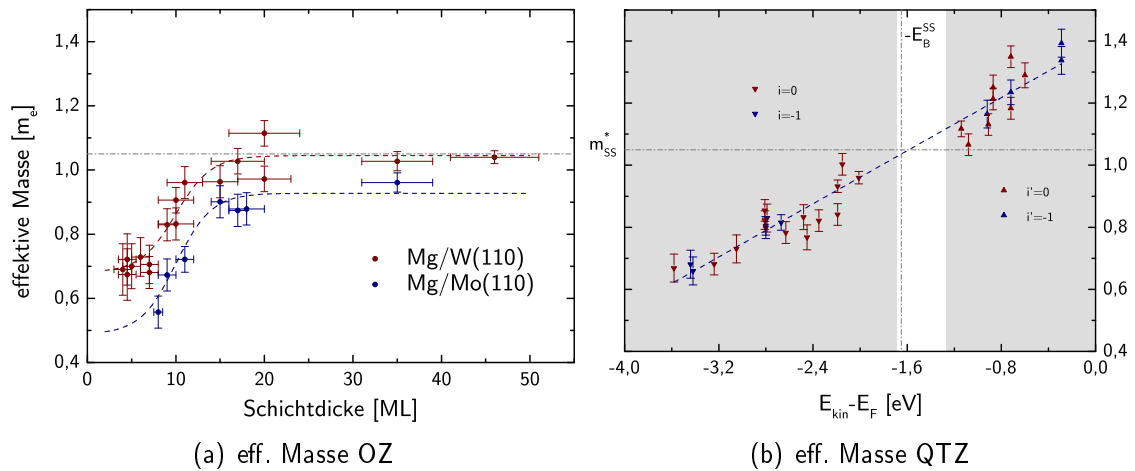 1,4
1,2
1,0
0,8
0,6
0,4
effektive Masse [mₑ]
Mg/W(110)
Mg/Mo(110)
0 10 20 30 40 50
Schichtdicke [ML]
(a) eff. Masse OZ
-E_B^SS
i=0
i=-1
m*_SS
i'=0
i'=-1
1,4
1,2
1,0
0,8
0,6
0,4
-4,0 -3,2 -2,4 -1,6 -0,8 0,0
E_kin-E_F [eV]
(b) eff. Masse QTZ